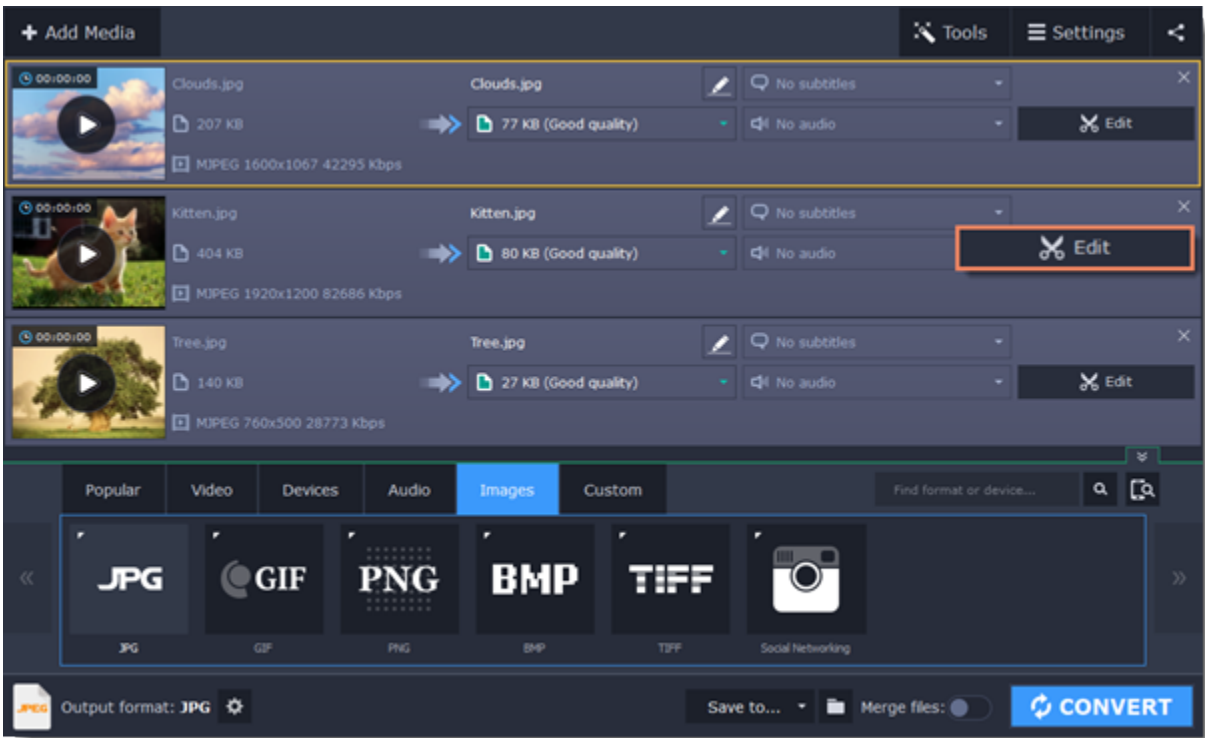 Add Media
Tools
Settings
00:00:00
Clouds.jpg
Clouds.jpg
No subtitles
207 KB
77 KB (Good quality)
No audio
Edit
MJPEG 1600x1067 42295 Kbps
00:00:00
Kitten.jpg
Kitten.jpg
No subtitles
404 KB
80 KB (Good quality)
No audio
Edit
MJPEG 1920x1200 82686 Kbps
00:00:00
Tree.jpg
Tree.jpg
No subtitles
140 KB
27 KB (Good quality)
No audio
Edit
MJPEG 760x500 28773 Kbps
Popular
Video
Devices
Audio
Images
Custom
Find format or device...
JPG
GIF
PNG
BMP
TIFF
JPG
GIF
PNG
BMP
TIFF
Social Networking
JPEG
Output format: JPG
Save to...
Merge files:
CONVERT